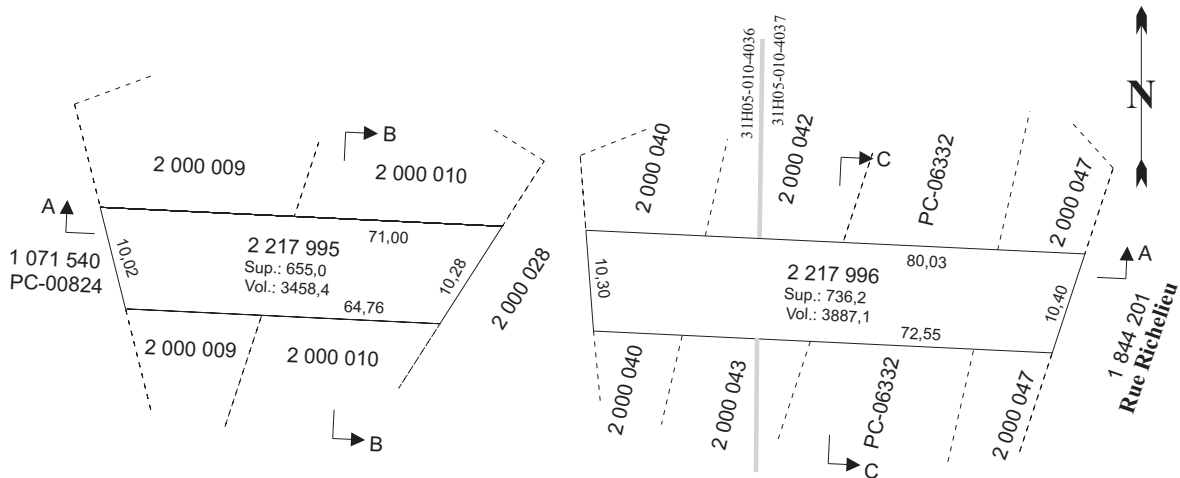 B
2 000 009
2 000 010
A
71,00
2 217 995
Sup.: 655,0
Vol.: 3458,4
10,02
1 071 540
PC-00824
10,28
2 000 028
64,76
2 000 009
2 000 010
B
31H05-010-4036
31H05-010-4037
N
2 000 040
2 000 042
C
PC-06332
2 000 047
A
80,03
10,30
2 217 996
Sup.: 736,2
Vol.: 3887,1
10,40
72,55
1 844 201
Rue Richelieu
2 000 040
2 000 043
PC-06332
2 000 047
C